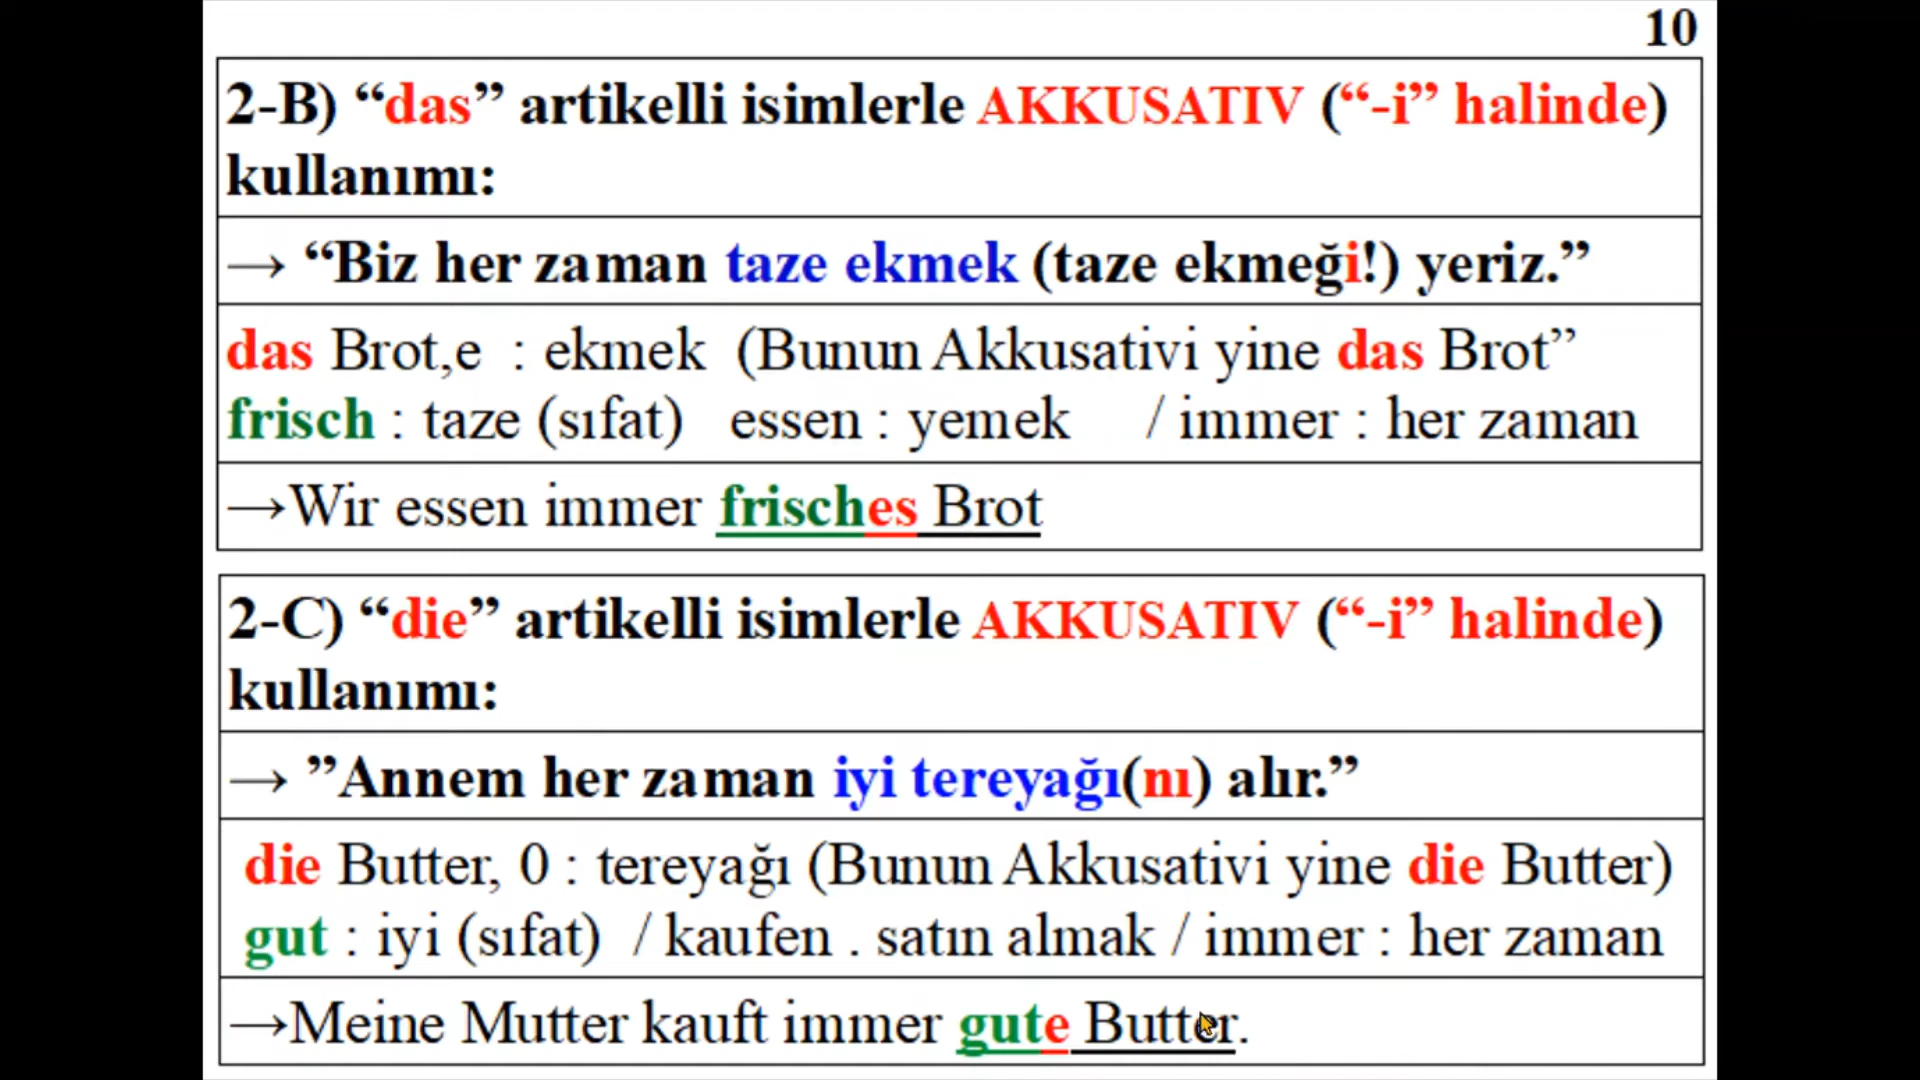 10
2-B) “das” artikelli isimlerle AKKUSATIV (“-i” halinde)
kullanımı:
→ “Biz her zaman taze ekmek (taze ekmeği!) yeriz.”
das Brot,e : ekmek (Bunun Akkusativi yine das Brot”
frisch : taze (sıfat) essen : yemek / immer : her zaman
→Wir essen immer frisches Brot
2-C) “die” artikelli isimlerle AKKUSATIV (“-i” halinde)
kullanımı:
→ ”Annem her zaman iyi tereyağı(nı) alır.”
die Butter, 0 : tereyağı (Bunun Akkusativi yine die Butter)
gut : iyi (sıfat) / kaufen . satın almak / immer : her zaman
→Meine Mutter kauft immer gute Butter.